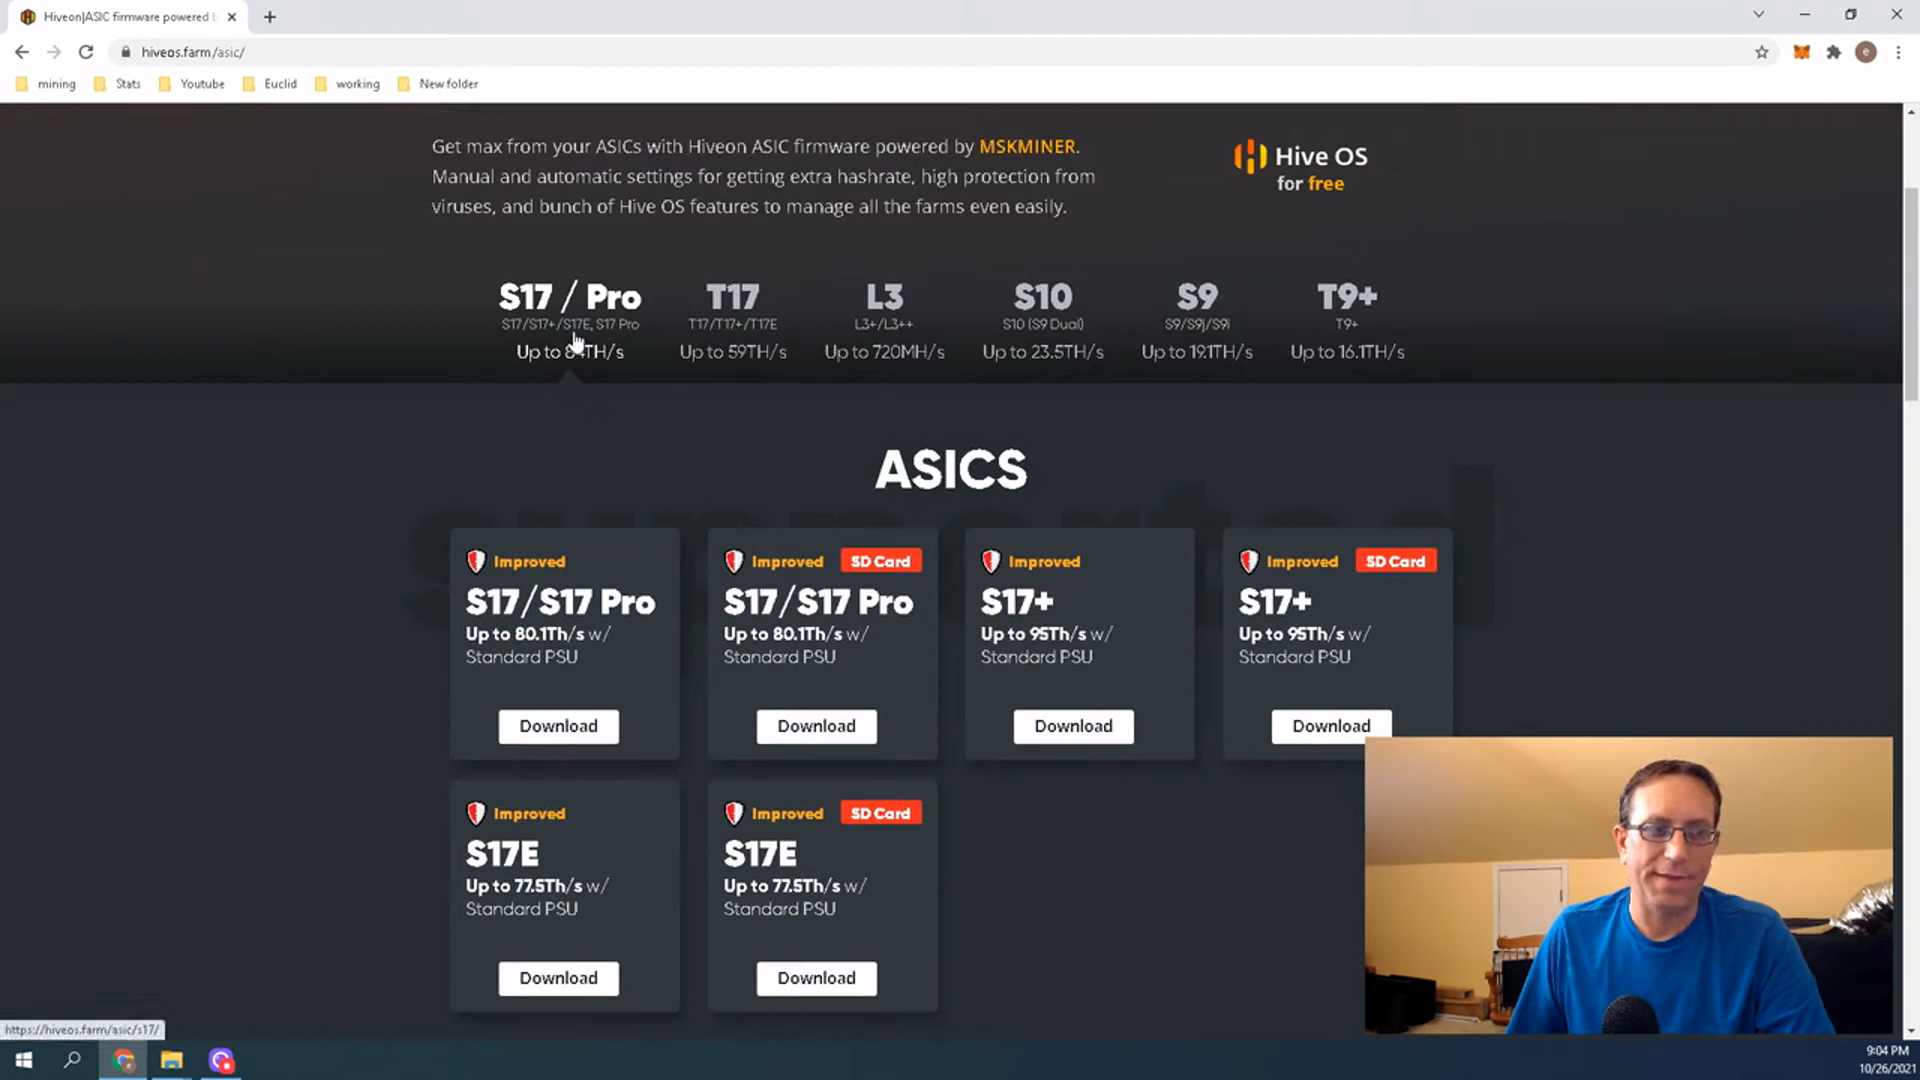 Hiveon|ASIC firmware powered b
hiveos.farm/asic/
e
mining
Stats
Youtube
Euclid
working
New folder
Get max from your ASICs with Hiveon ASIC firmware powered by MSKMINER.
Manual and automatic settings for getting extra hashrate, high protection from
viruses, and bunch of Hive OS features to manage all the farms even easily.
Hive OS
for free
S17 / Pro
S17/S17+/S17E, S17 Pro
Up to TH/s
T17
T17/T17+/T17E
Up to 59TH/s
L3
L3+/L3++
Up to 720MH/s
S10
S10 (S9 Dual)
Up to 23.5TH/s
S9
S9/S9j/S9i
Up to 19.1TH/s
T9+
T9+
Up to 16.1TH/s
supported
ASICS
Improved
S17/S17 Pro
Up to 80.1Th/s w/
Standard PSU
Download
Improved
SD Card
S17/S17 Pro
Up to 80.1Th/s w/
Standard PSU
Download
Improved
S17+
Up to 95Th/s w/
Standard PSU
Download
Improved
SD Card
S17+
Up to 95Th/s w/
Standard PSU
Download
Improved
S17E
Up to 77.5Th/s w/
Standard PSU
Download
Improved
SD Card
S17E
Up to 77.5Th/s w/
Standard PSU
Download
https://hiveos.farm/asic/s17/
9:04 PM
10/26/2021